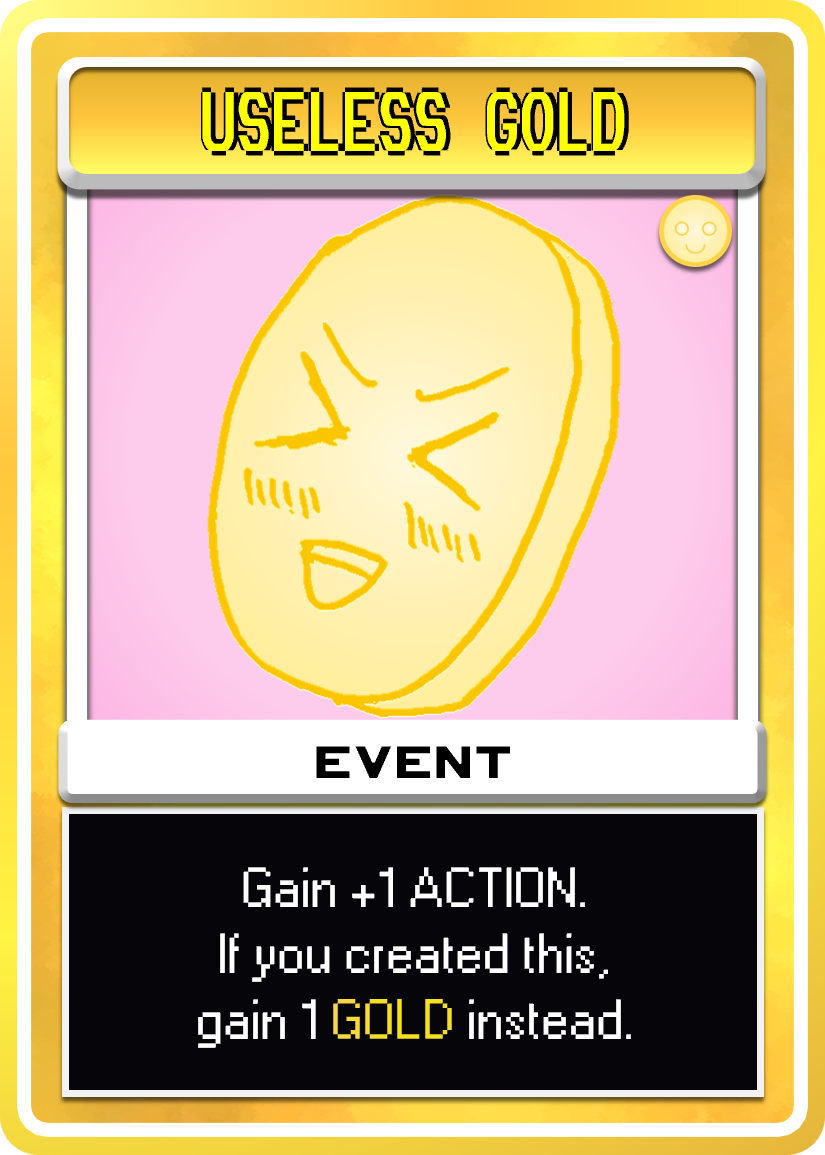 USELESS GOLD
EVENT
Gain +1 ACTION.
If you created this,
gain 1 GOLD instead.